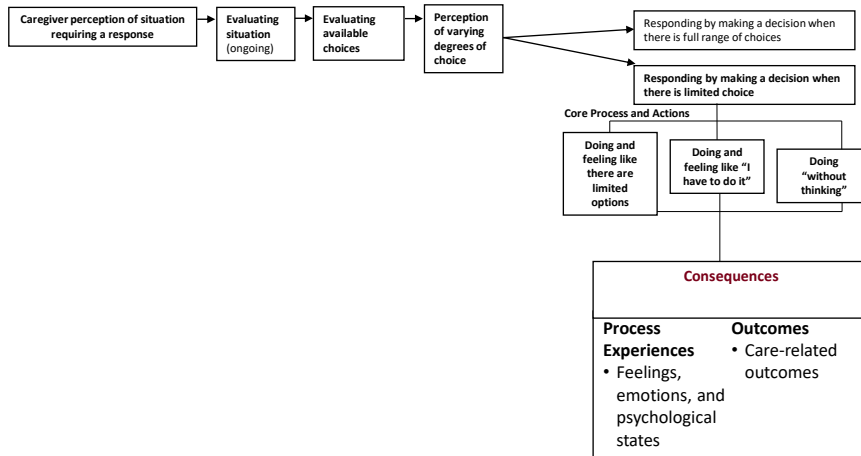 Caregiver perception of situation
requiring a response
Evaluating
situation
(ongoing)
Evaluating
available
choices
Perception
of varying
degrees of
choice
Responding by making a decision when
there is full range of choices
Responding by making a decision when
there is limited choice
Core Process and Actions
Doing and
feeling like
there are
limited
options
Doing and
feeling like “I
have to do it”
Doing
“without
thinking”
Consequences
Process
Experiences
• Feelings,
emotions, and
psychological
states
Outcomes
• Care-related
outcomes